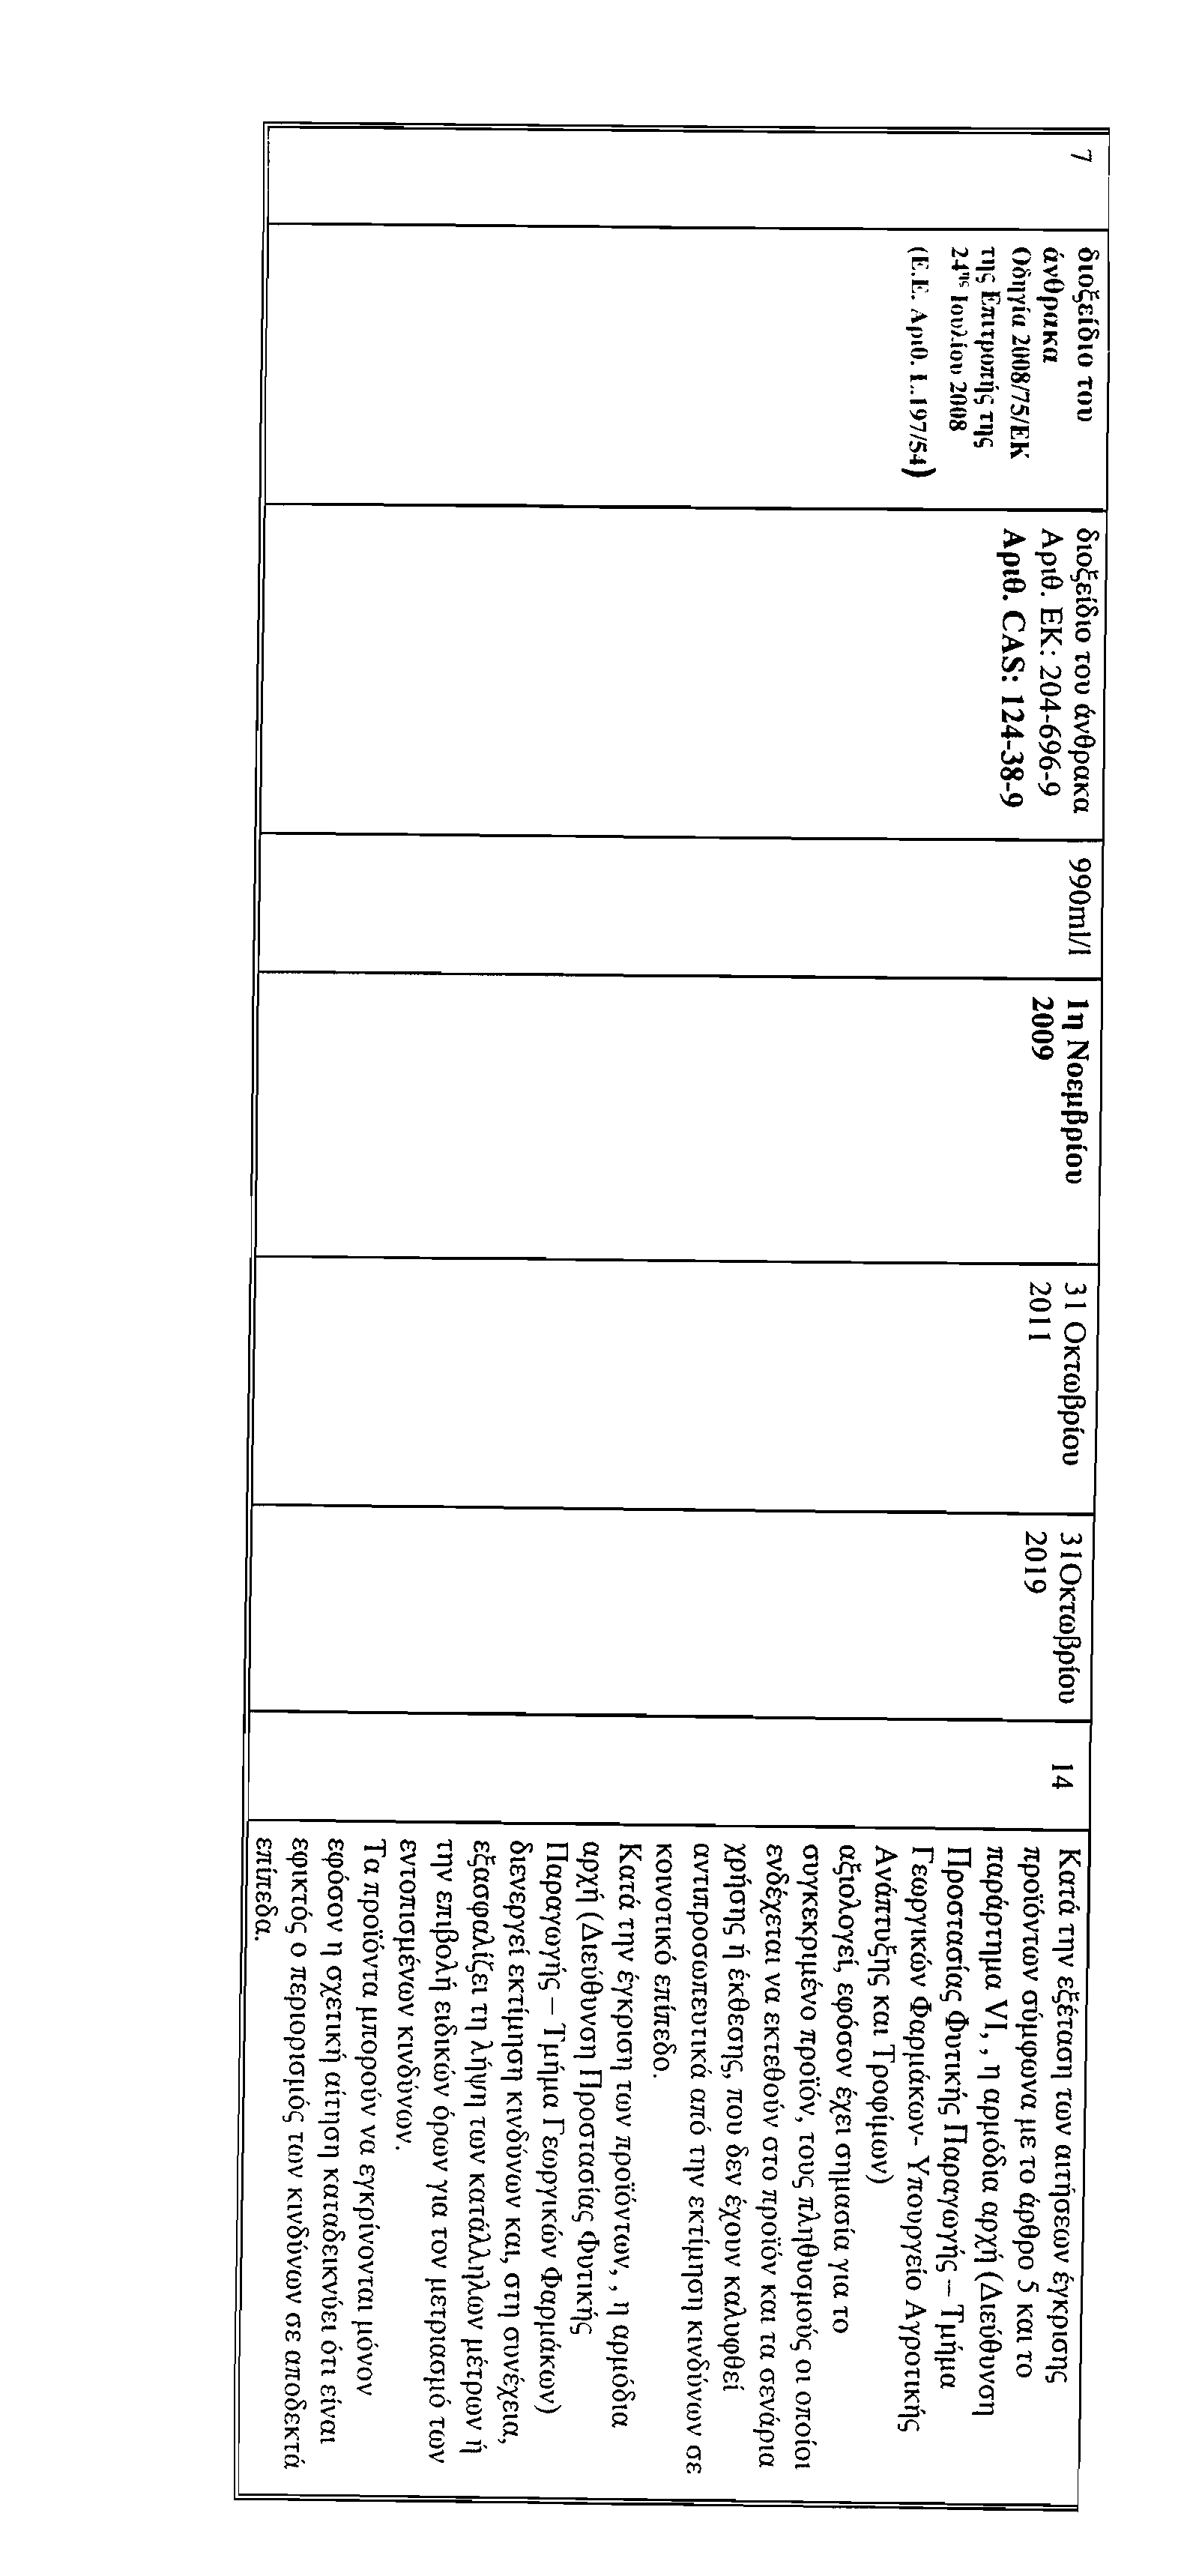 7
διοξείδιο του
άνθρακα
Οδηγία 2008/75/ΕΚ
της Επιτροπής της
24ης Ιουλίου 2008
(Ε.Ε. Αριθ. L.197/54)
διοξείδιο του άνθρακα
Αριθ. ΕΚ: 204-696-9
Αριθ. CAS: 124-38-9
990ml/l
1η Νοεμβρίου
2009
31 Οκτωβρίου
2011
31Οκτωβρίου
2019
14
Κατά την εξέταση των αιτήσεων έγκρισης
προϊόντων σύμφωνα με το άρθρο 5 και το
παράρτημα VI, , η αρμόδια αρχή (Διεύθυνση
Προστασίας Φυτικής Παραγωγής – Τμήμα
Γεωργικών Φαρμάκων- Υπουργείο Αγροτικής
Ανάπτυξης και Τροφίμων)
αξιολογεί, εφόσον έχει σημασία για το
συγκεκριμένο προϊόν, τους πληθυσμούς οι οποίοι
ενδέχεται να εκτεθούν στο προϊόν και τα σενάρια
χρήσης ή έκθεσης, που δεν έχουν καλυφθεί
αντιπροσωπευτικά από την εκτίμηση κινδύνων σε
κοινοτικό επίπεδο.
Κατά την έγκριση των προϊόντων, , η αρμόδια
αρχή (Διεύθυνση Προστασίας Φυτικής
Παραγωγής – Τμήμα Γεωργικών Φαρμάκων)
διενεργεί εκτίμηση κινδύνων και, στη συνέχεια,
εξασφαλίζει τη λήψη των κατάλληλων μέτρων ή
την επιβολή ειδικών όρων για τον μετριασμό των
εντοπισμένων κινδύνων.
Τα προϊόντα μπορούν να εγκρίνονται μόνον
εφόσον η σχετική αίτηση καταδεικνύει ότι είναι
εφικτός ο περιορισμός των κινδύνων σε αποδεκτά
επίπεδα.